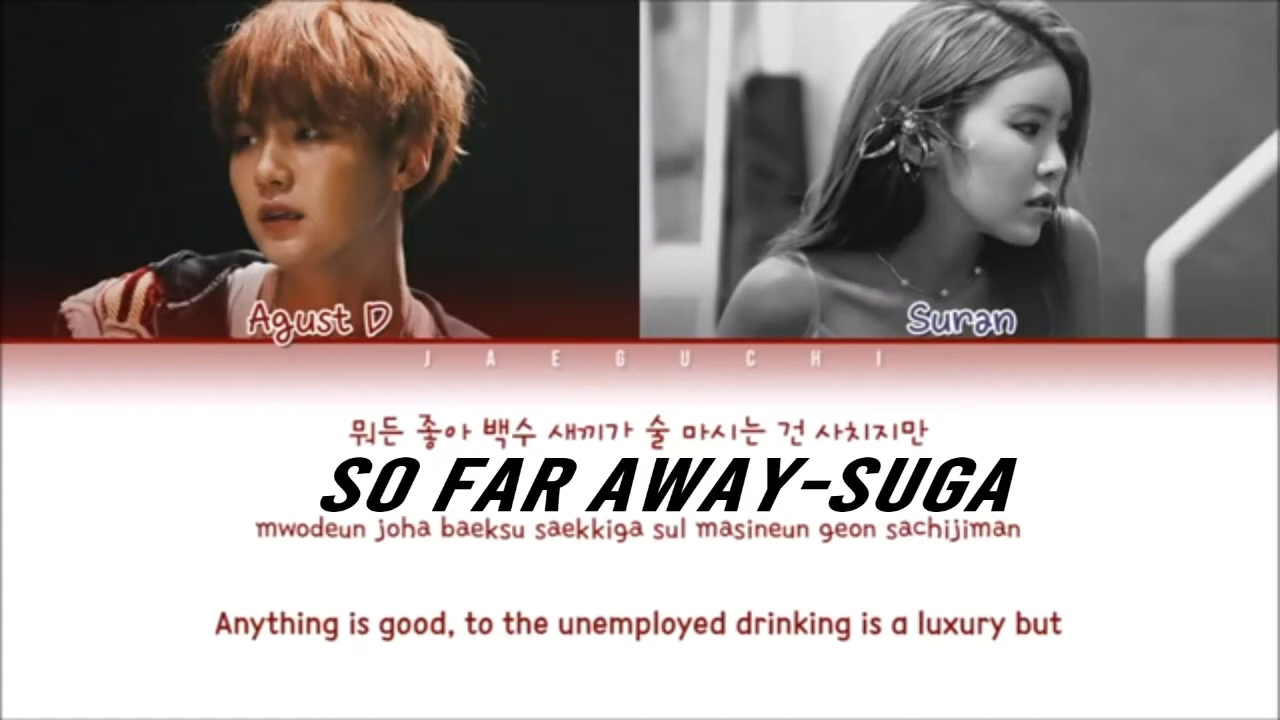 Agust D
Suran
JAEGUCHI
뭐든 좋아 백수 새끼가 술 마시는 건 사치지만
SO FAR AWAY-SUGA
mwodeun joha baeksu saekkiga sul masineun geon sachijiman
Anything is good, to the unemployed drinking is a luxury but